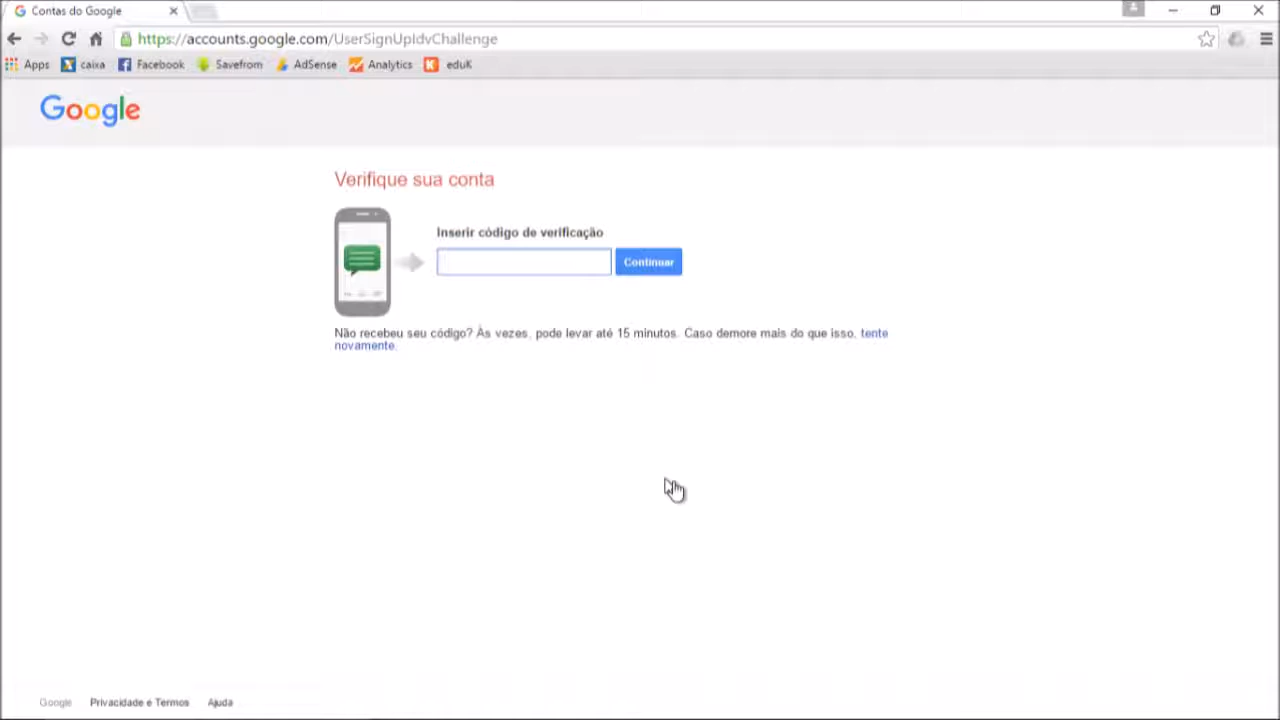 Contas do Google
https://accounts.google.com/UserSignUpIdvChallenge
Apps caixa Facebook Savefrom AdSense Analytics eduK
Google
Verifique sua conta
Inserir código de verificação
Continuar
Não recebeu seu código? Às vezes, pode levar até 15 minutos. Caso demore mais do que isso, tente
novamente.
Google Privacidade e Termos Ajuda